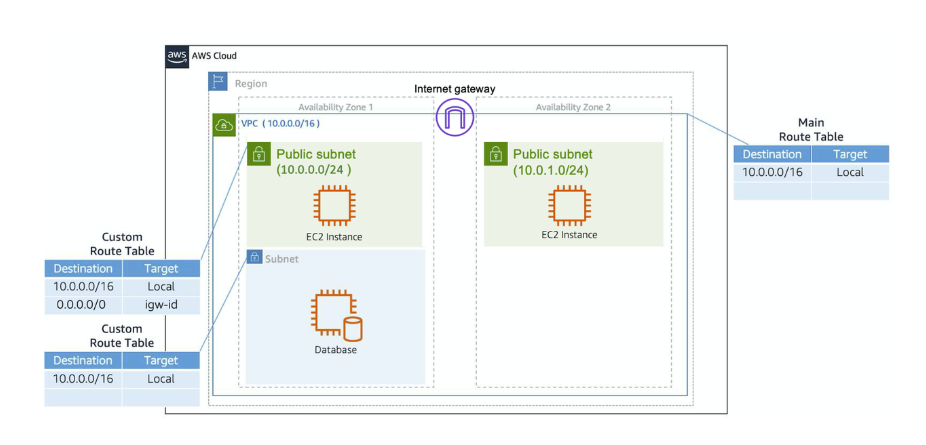 aws AWS Cloud
Region
Internet gateway
Availability Zone 1
Availability Zone 2
VPC ( 10.0.0.0/16 )
Main
Route Table
Destination Target
10.0.0.0/16 Local
Public subnet
(10.0.0.0/24 )
EC2 Instance
Public subnet
(10.0.1.0/24)
EC2 Instance
Custom
Route Table
Destination Target
10.0.0.0/16 Local
0.0.0.0/0 igw-id
Subnet
Database
Custom
Route Table
Destination Target
10.0.0.0/16 Local